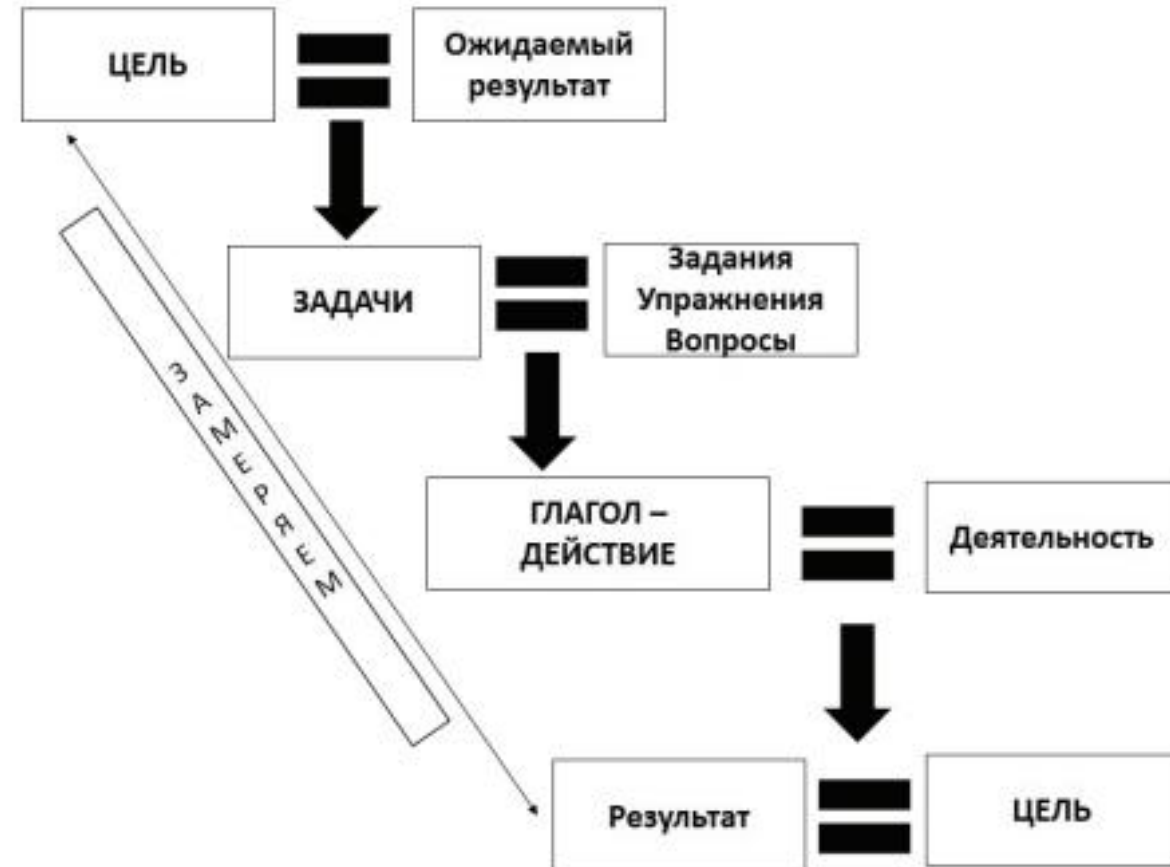 ЦЕЛЬ
Ожидаемый
результат
ЗАДАЧИ
Задания
Упражнения
Вопросы
ЗАМЕРЯЕМ
ГЛАГОЛ –
ДЕЙСТВИЕ
Деятельность
Результат
ЦЕЛЬ